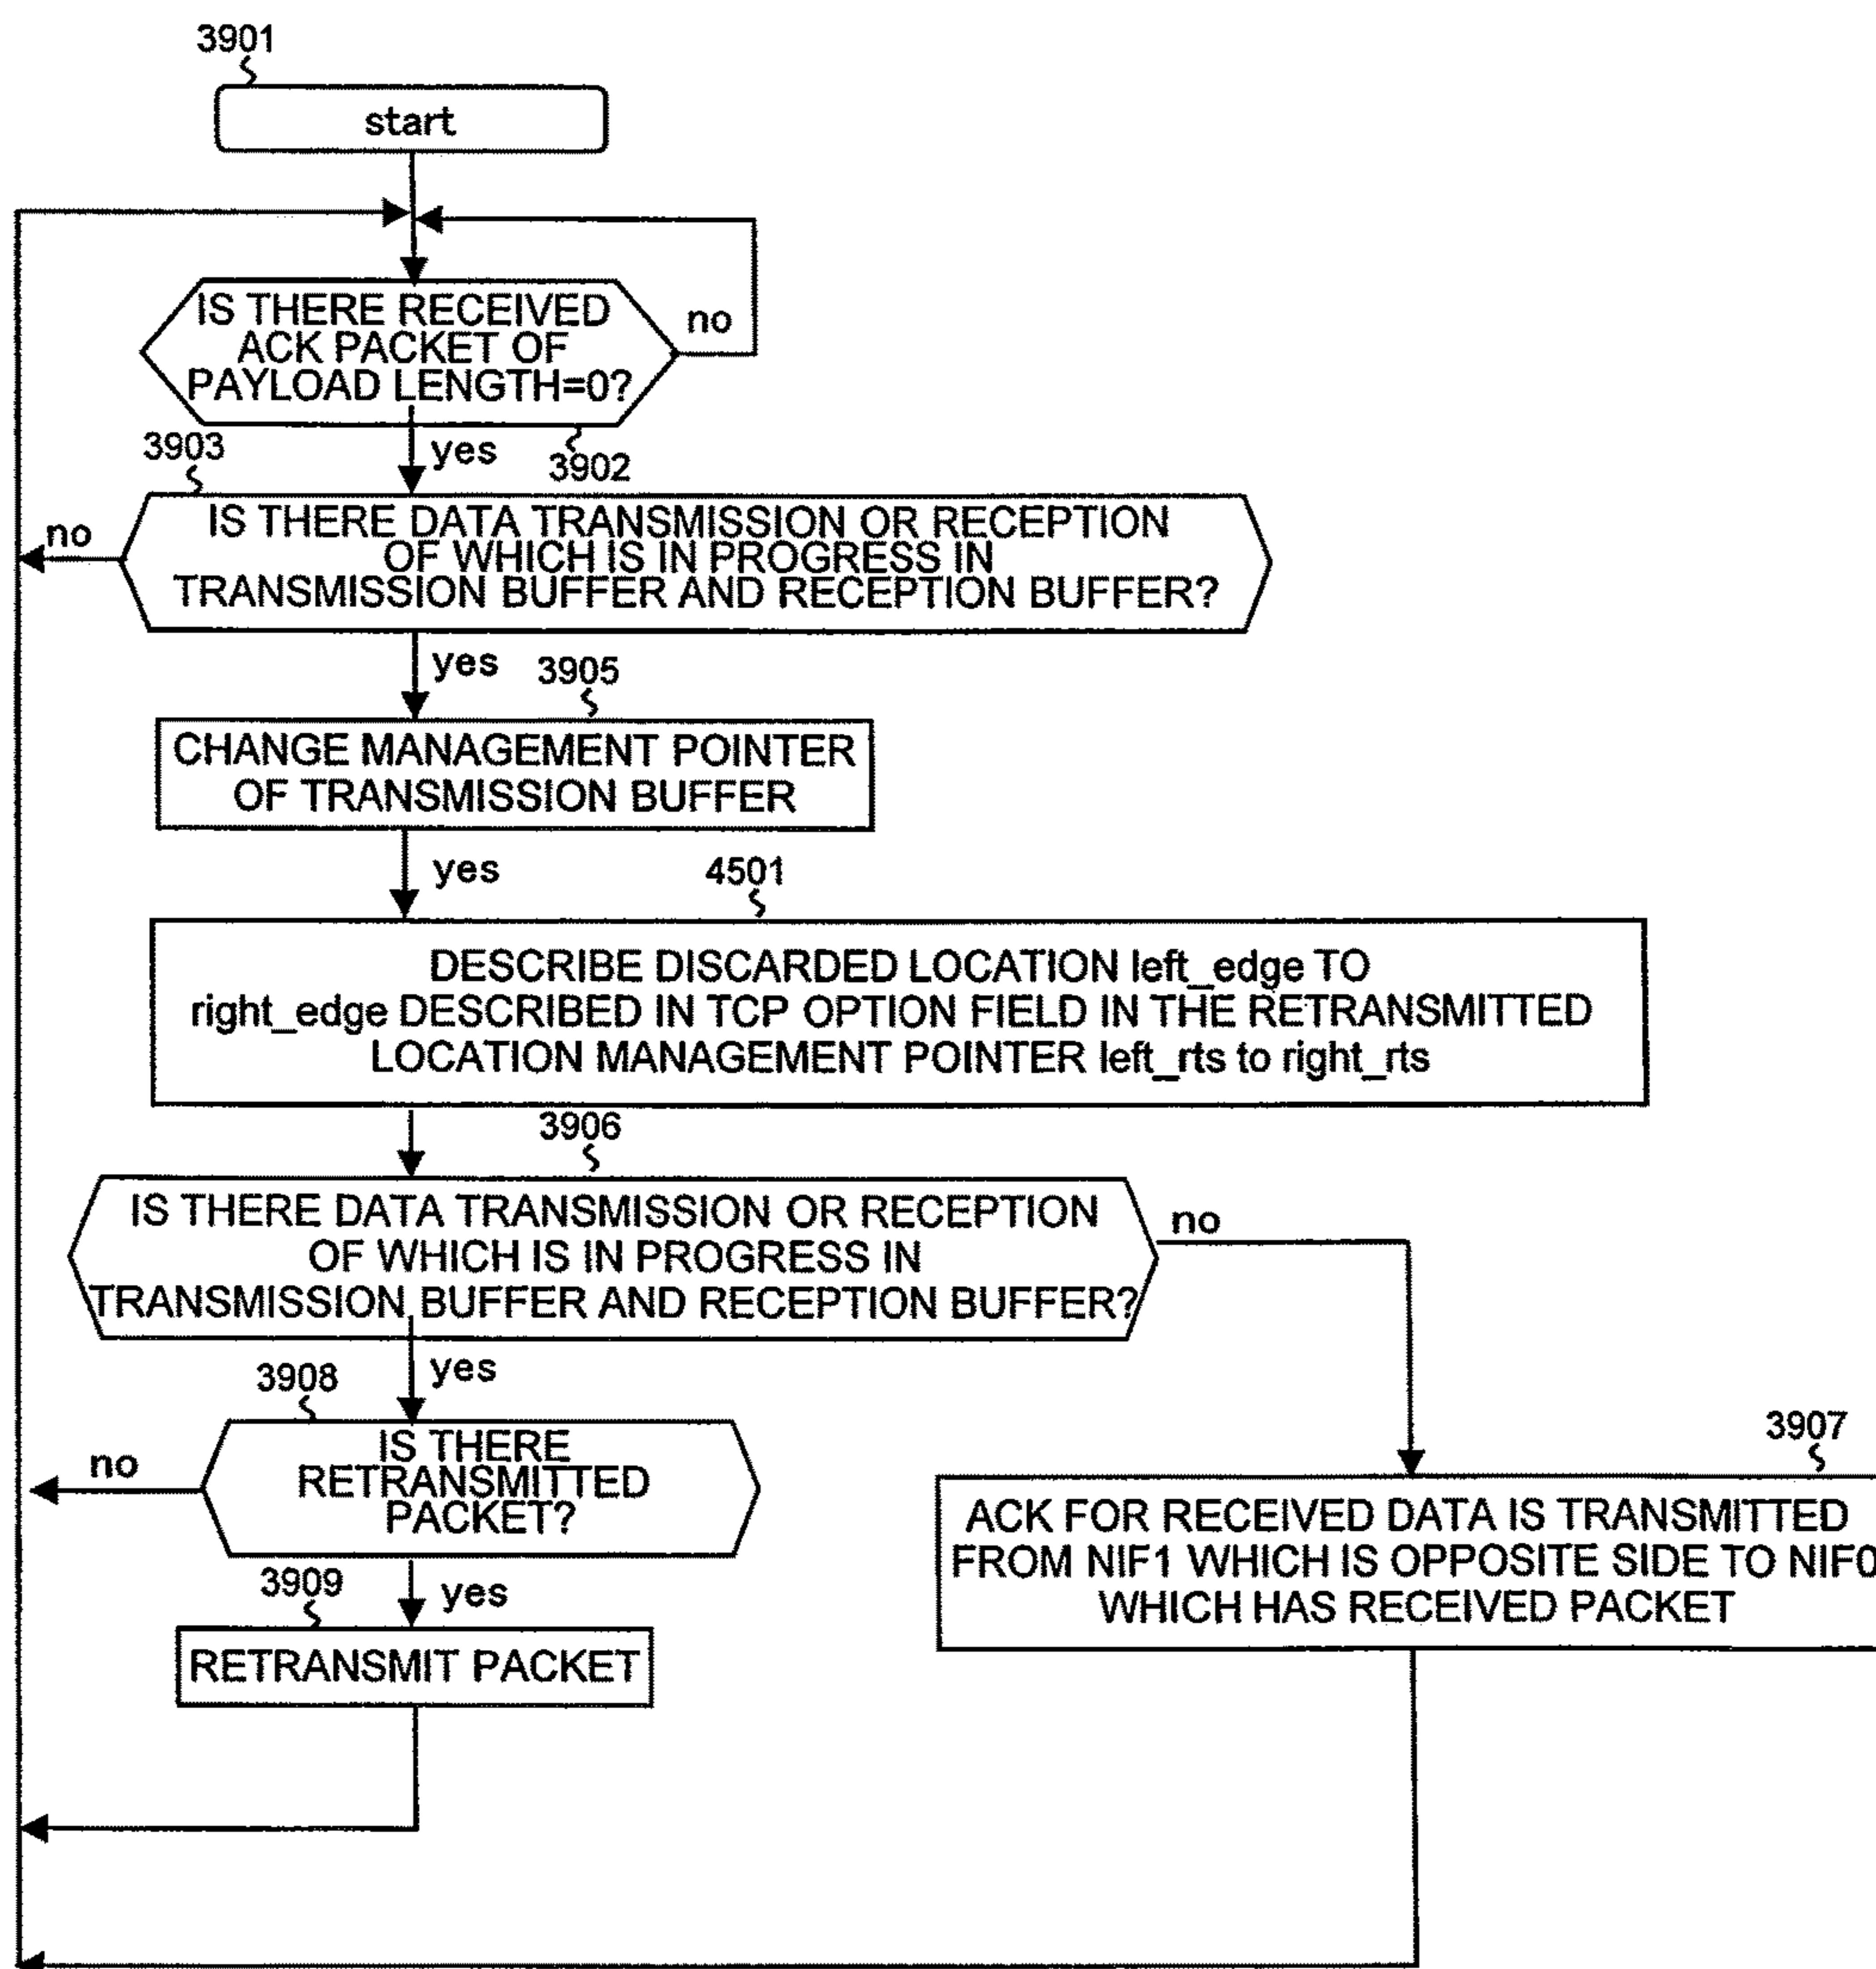 3901
start
IS THERE RECEIVED
ACK PACKET OF
PAYLOAD LENGTH=0?
no
yes
3902
3903
IS THERE DATA TRANSMISSION OR RECEPTION
OF WHICH IS IN PROGRESS IN
TRANSMISSION BUFFER AND RECEPTION BUFFER?
no
yes
3905
CHANGE MANAGEMENT POINTER
OF TRANSMISSION BUFFER
yes
4501
DESCRIBE DISCARDED LOCATION left_edge TO
right_edge DESCRIBED IN TCP OPTION FIELD IN THE RETRANSMITTED
LOCATION MANAGEMENT POINTER left_rts to right_rts
3906
IS THERE DATA TRANSMISSION OR RECEPTION
OF WHICH IS IN PROGRESS IN
TRANSMISSION BUFFER AND RECEPTION BUFFER?
no
yes
3908
IS THERE
RETRANSMITTED
PACKET?
no
yes
3909
RETRANSMIT PACKET
3907
ACK FOR RECEIVED DATA IS TRANSMITTED
FROM NIF1 WHICH IS OPPOSITE SIDE TO NIF0
WHICH HAS RECEIVED PACKET